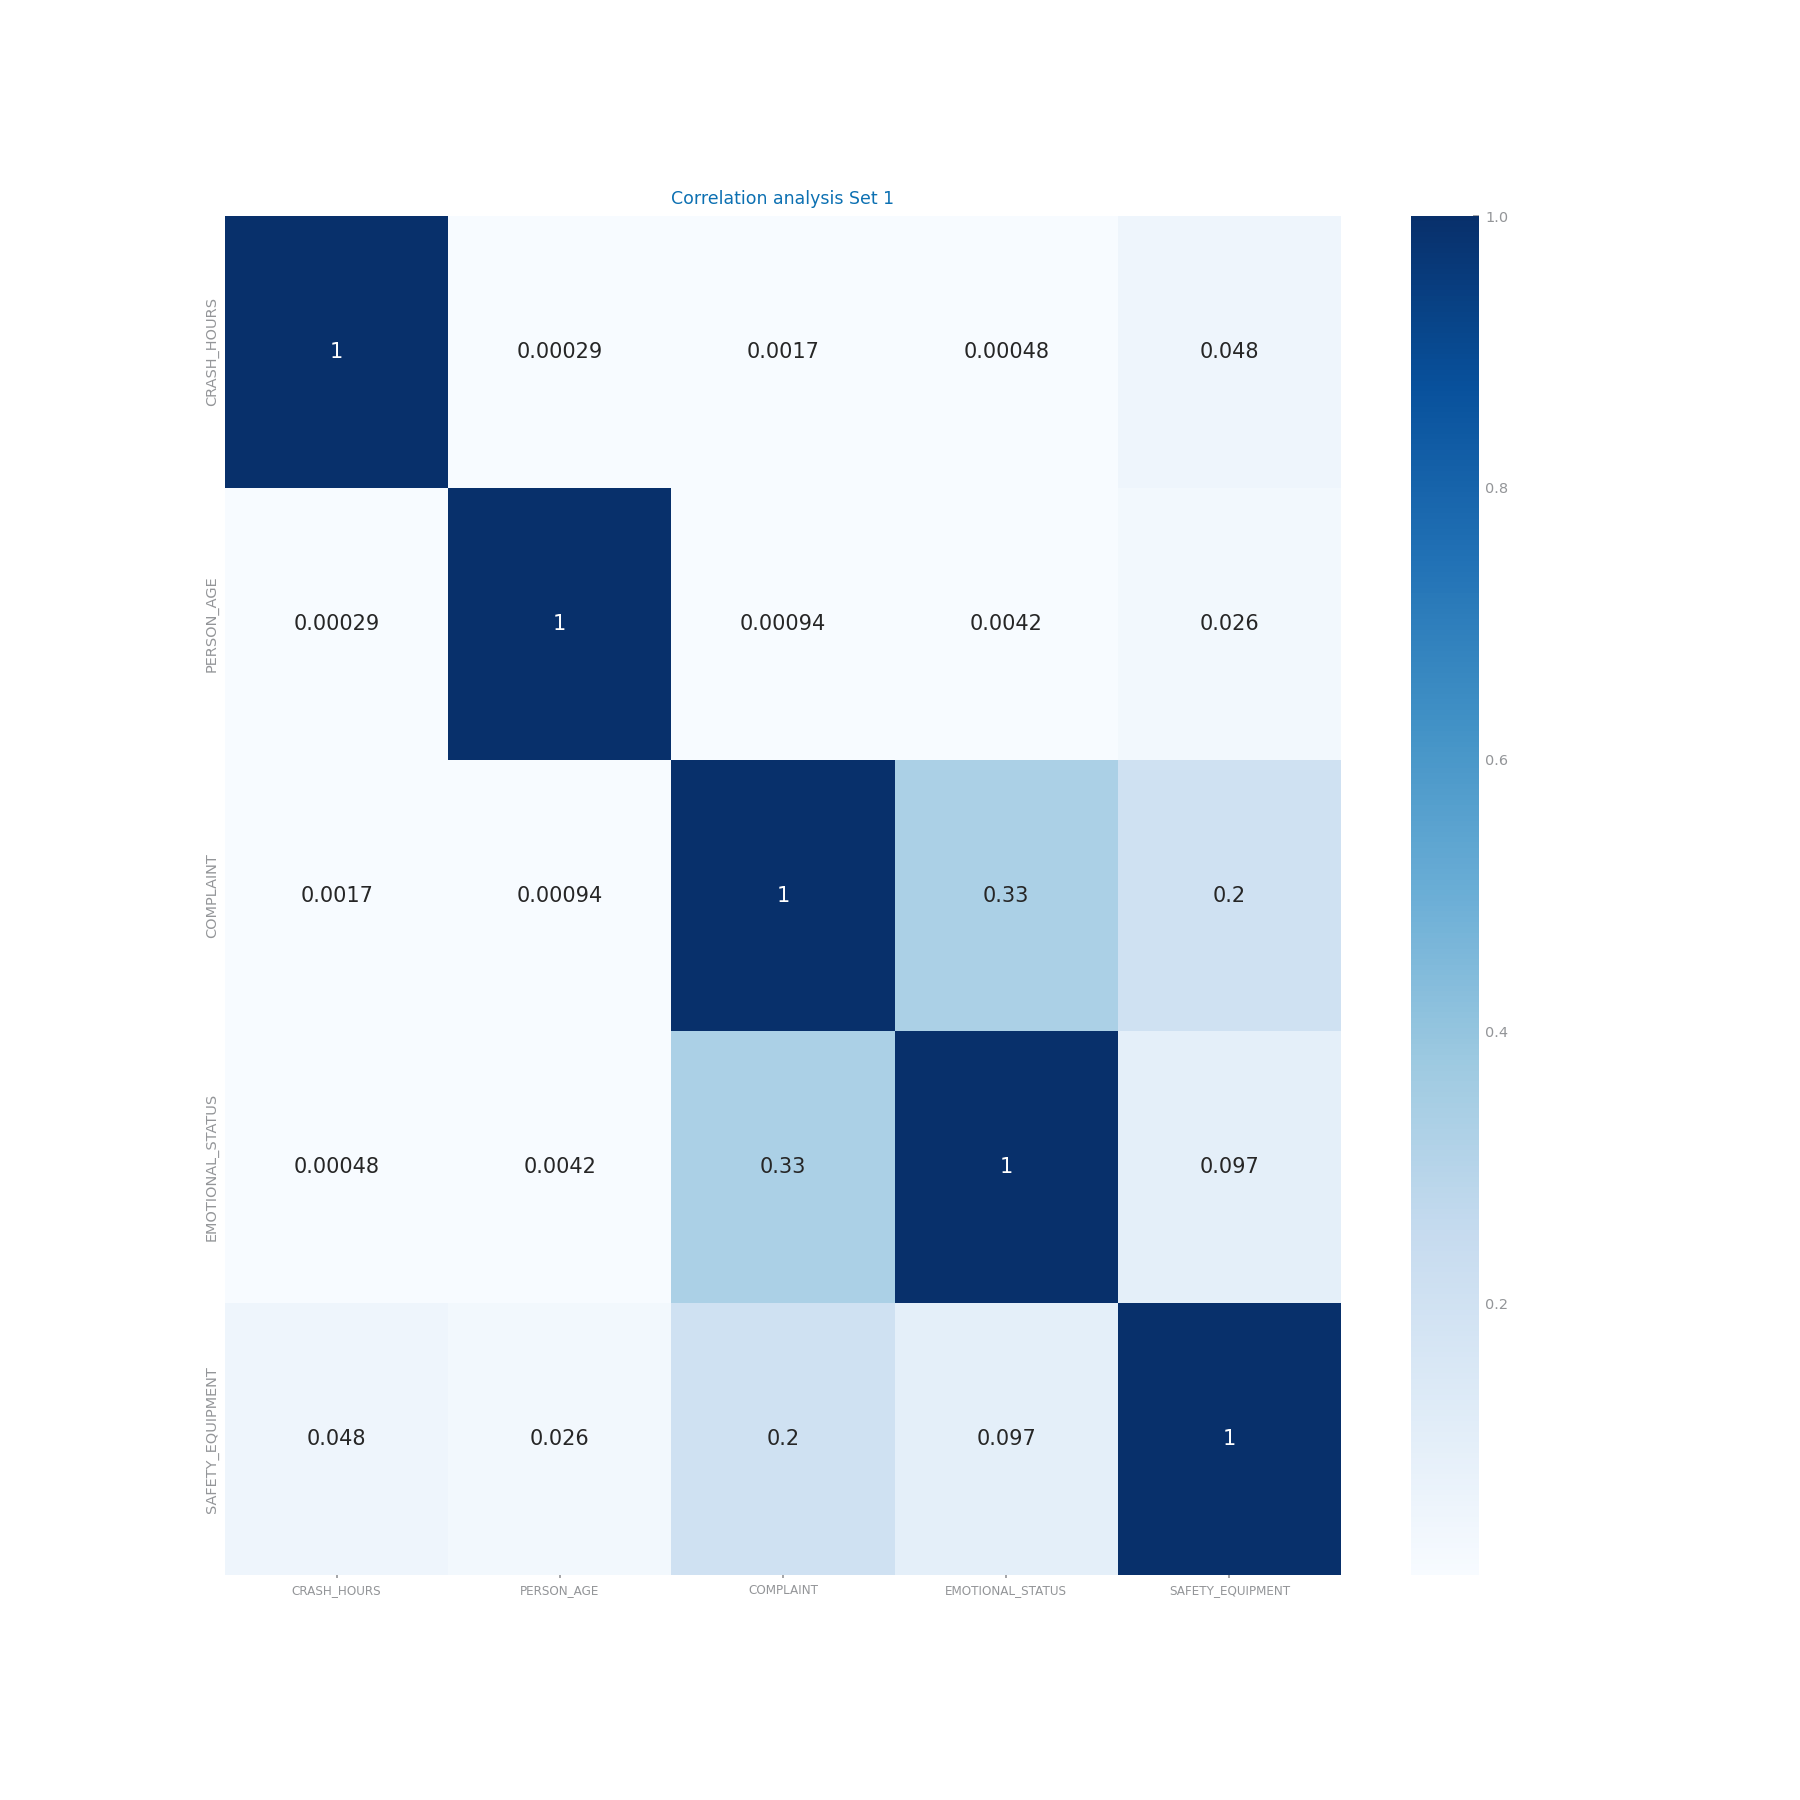 Correlation analysis Set 1
CRASH_HOURS 1 0.00029 0.0017 0.00048 0.048
PERSON_AGE 0.00029 1 0.00094 0.0042 0.026
COMPLAINT 0.0017 0.00094 1 0.33 0.2
EMOTIONAL_STATUS 0.00048 0.0042 0.33 1 0.097
SAFETY_EQUIPMENT 0.048 0.026 0.2 0.097 1
CRASH_HOURS PERSON_AGE COMPLAINT EMOTIONAL_STATUS SAFETY_EQUIPMENT
1.0
0.8
0.6
0.4
0.2